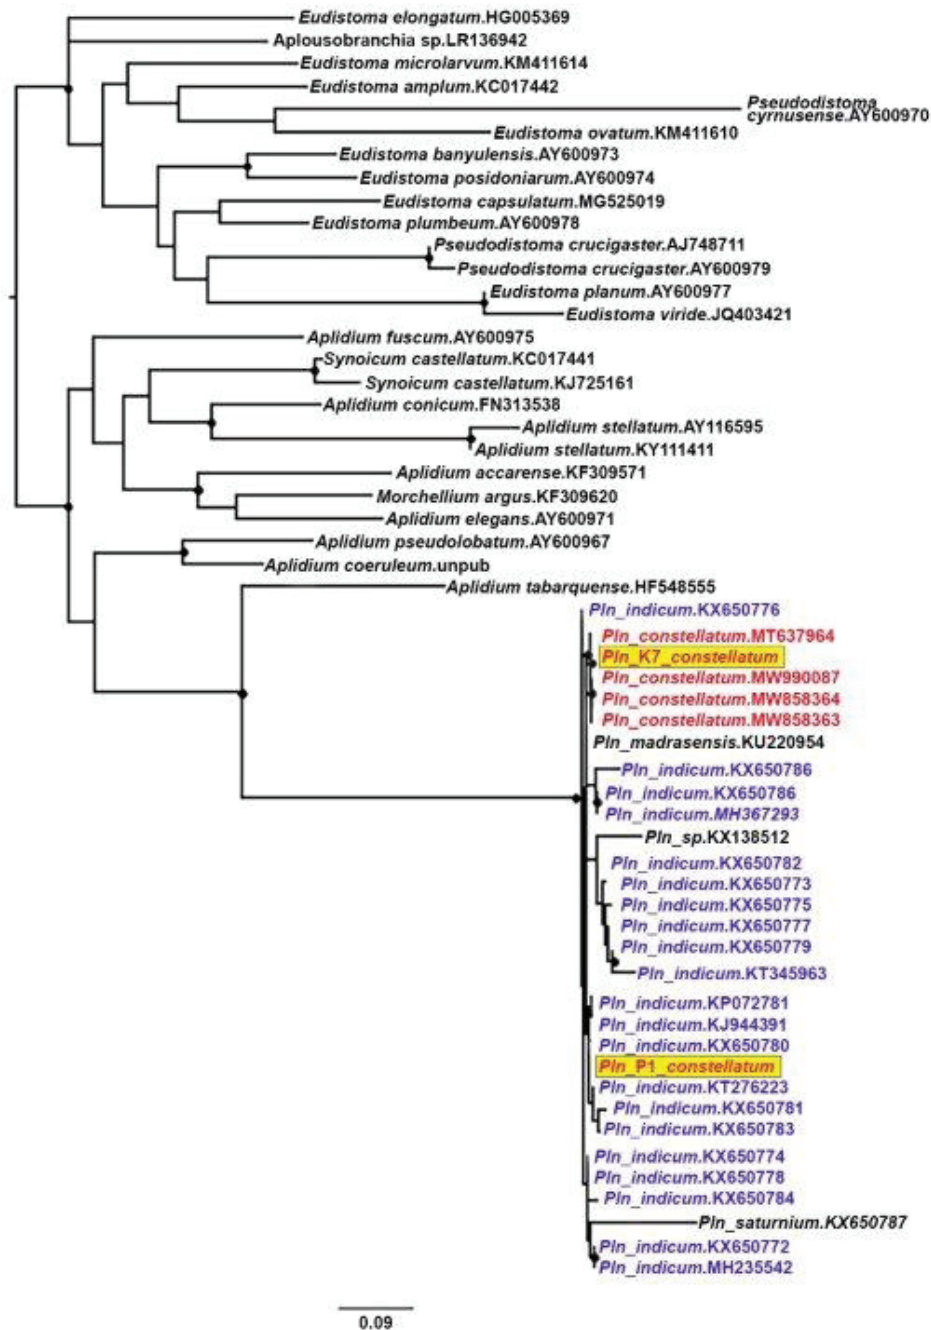 Eudistoma elongatum.HG005369
Aplousobranchia sp.LR136942
Eudistoma microlarvum.KM411614
Eudistoma amplum.KC017442
Pseudodistoma
cyrnusense.AY600970
Eudistoma ovatum.KM411610
Eudistoma banyulensis.AY600973
Eudistoma posidoniarum.AY600974
Eudistoma capsulatum.MG525019
Eudistoma plumbeum.AY600978
Pseudodistoma crucigaster.AJ748711
Pseudodistoma crucigaster.AY600979
Eudistoma planum.AY600977
Eudistoma viride.JQ403421
Aplidium fuscum.AY600975
Synoicum castellatum.KC017441
Synoicum castellatum.KJ725161
Aplidium conicum.FN313538
Aplidium stellatum.AY116595
Aplidium stellatum.KY111411
Aplidium accarense.KF309571
Morchellium argus.KF309620
Aplidium elegans.AY600971
Aplidium pseudolobatum.AY600967
Aplidium coeruleum.unpub
Aplidium tabarquense.HF548555
Pln_indicum.KX650776
Pln_constellatum.MT637964
Pln_K7_constellatum
Pln_constellatum.MW990087
Pln_constellatum.MW858364
Pln_constellatum.MW858363
Pln_madrasensis.KU220954
Pln_indicum.KX650786
Pln_indicum.KX650786
Pln_indicum.MH367293
Pln_sp.KX138512
Pln_indicum.KX650782
Pln_indicum.KX650773
Pln_indicum.KX650775
Pln_indicum.KX650777
Pln_indicum.KX650779
Pln_indicum.KT345963
Pln_indicum.KP072781
Pln_indicum.KJ944391
Pln_indicum.KX650780
Pln_P1_constellatum
Pln_indicum.KT276223
Pln_indicum.KX650781
Pln_indicum.KX650783
Pln_indicum.KX650774
Pln_indicum.KX650778
Pln_indicum.KX650784
Pln_saturnium.KX650787
Pln_indicum.KX650772
Pln_indicum.MH235542
0.09